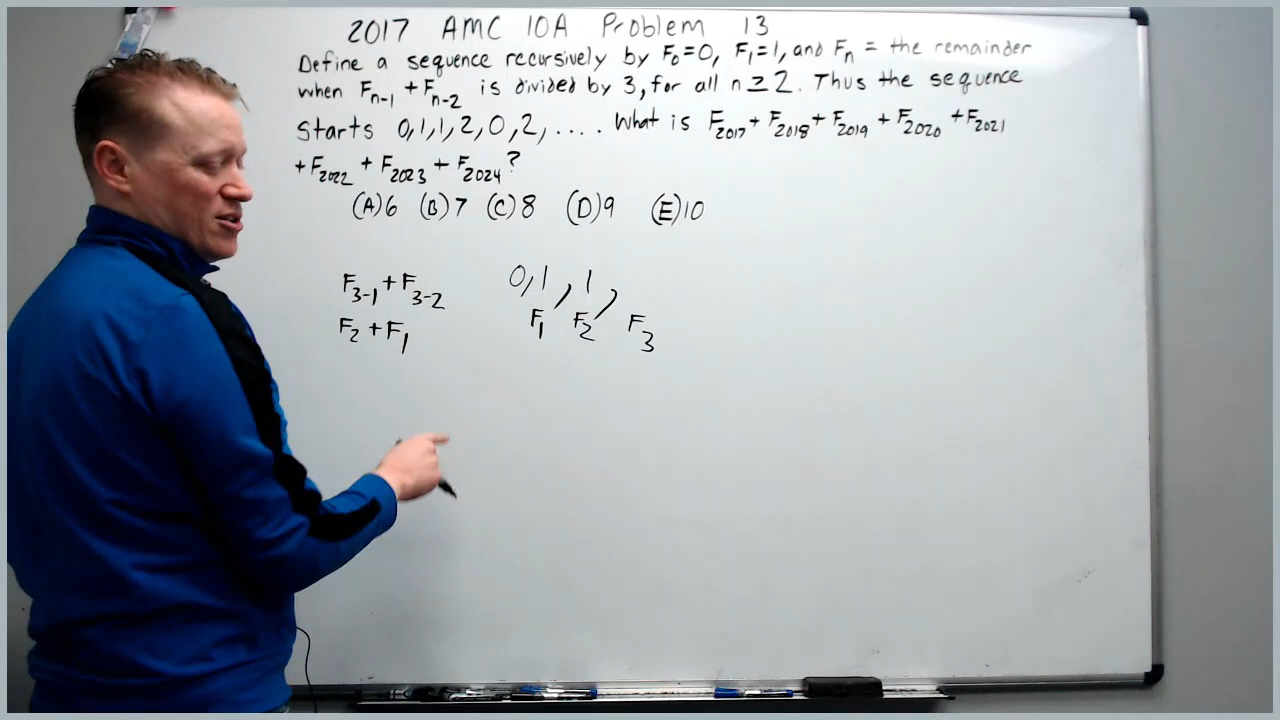 2017 AMC 10A Problem 13
Define a sequence recursively by F₀=0, F₁=1, and Fₙ = the remainder
when Fₙ₋₁ + Fₙ₋₂ is divided by 3, for all n ≥ 2. Thus the sequence
starts 0,1,1,2,0,2, .... What is F₂₀₁₇ + F₂₀₁₈ + F₂₀₁₉ + F₂₀₂₀ + F₂₀₂₁
+ F₂₀₂₂ + F₂₀₂₃ + F₂₀₂₄ ?
(A) 6 (B) 7 (C) 8 (D) 9 (E) 10
F₃₋₁ + F₃₋₂ 0, 1, 1,
F₂ + F₁ F₁ F₂ F₃